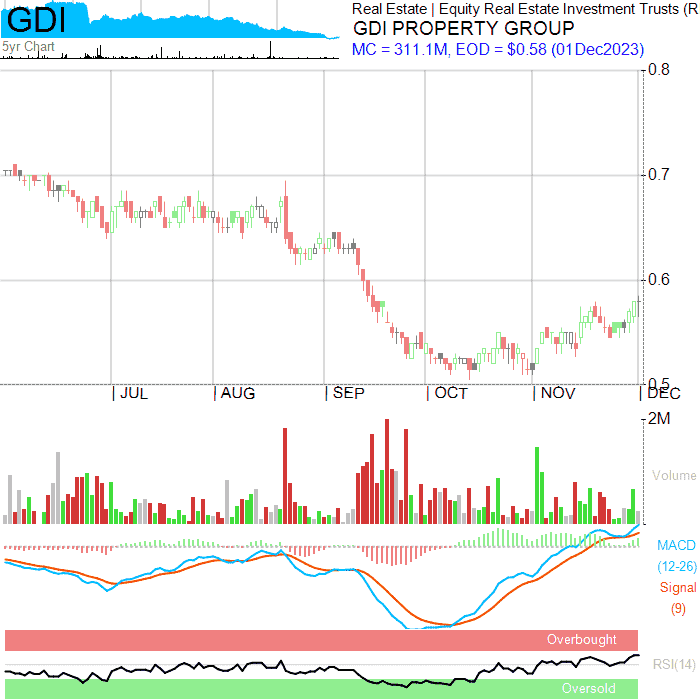 GDI
Real Estate | Equity Real Estate Investment Trusts (R
GDI PROPERTY GROUP
MC = 311.1M, EOD = $0.58 (01Dec2023)
5yr Chart
0.8
0.7
0.6
0.5
JUL
AUG
SEP
OCT
NOV
DEC
2M
Volume
MACD
(12-26)
Signal
(9)
Overbought
RSI(14)
Oversold